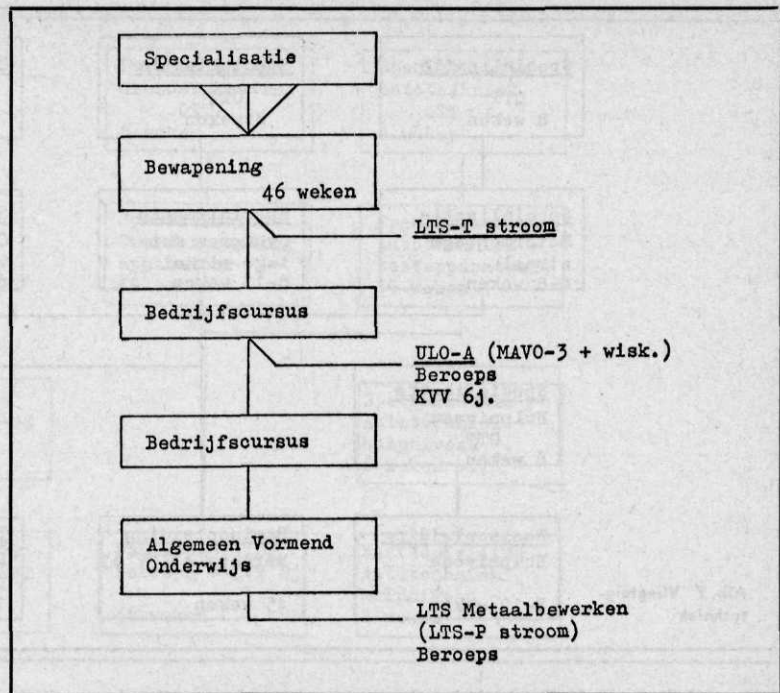 Specialisatie
Bewapening
46 weken
LTS-T stroom
Bedrijfscursus
ULO-A (MAVO-3 + wisk.)
Beroeps
KVV 6j.
Bedrijfscursus
Algemeen Vormend
Onderwijs
LTS Metaalbewerken
(LTS-P stroom)
Beroeps